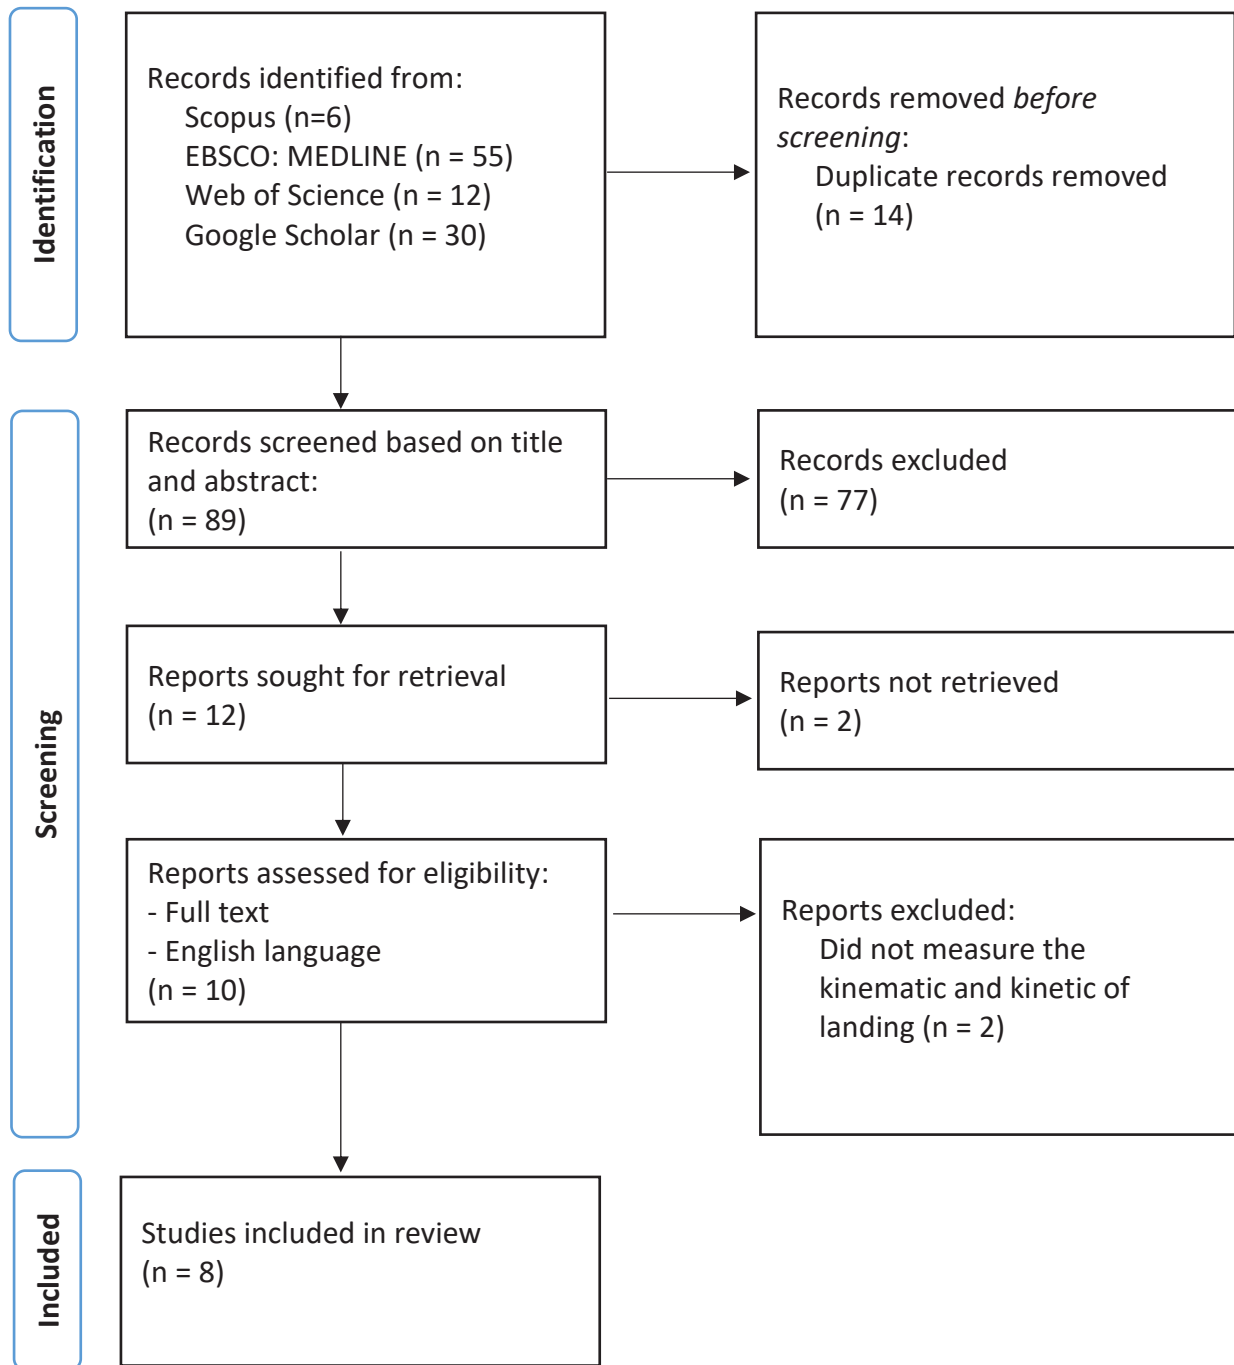 Identification
Records identified from:
Scopus (n=6)
EBSCO: MEDLINE (n = 55)
Web of Science (n = 12)
Google Scholar (n = 30)
Records removed before
screening:
Duplicate records removed
(n = 14)
Screening
Records screened based on title
and abstract:
(n = 89)
Records excluded
(n = 77)
Reports sought for retrieval
(n = 12)
Reports not retrieved
(n = 2)
Reports assessed for eligibility:
- Full text
- English language
(n = 10)
Reports excluded:
Did not measure the
kinematic and kinetic of
landing (n = 2)
Included
Studies included in review
(n = 8)